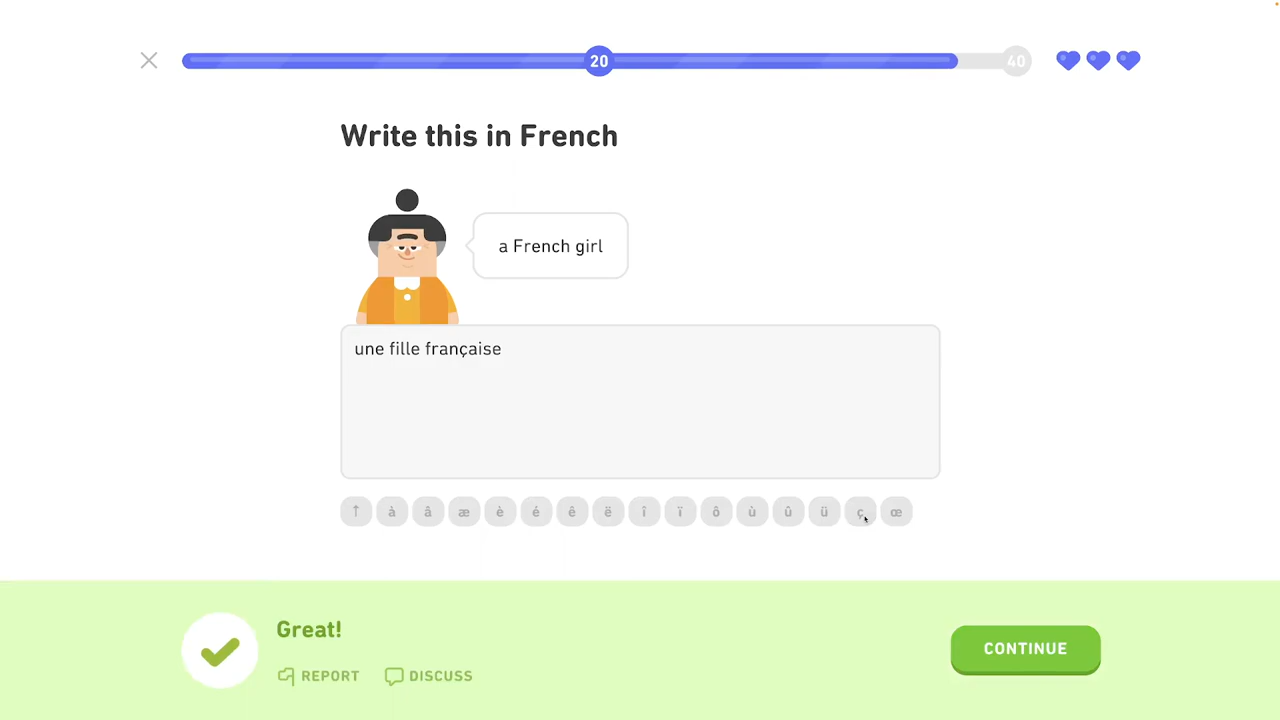 20
40
Write this in French
a French girl
une fille française
↑ à â æ è é ê ë î ï ô ù û ü ç œ
Great!
REPORT DISCUSS
CONTINUE